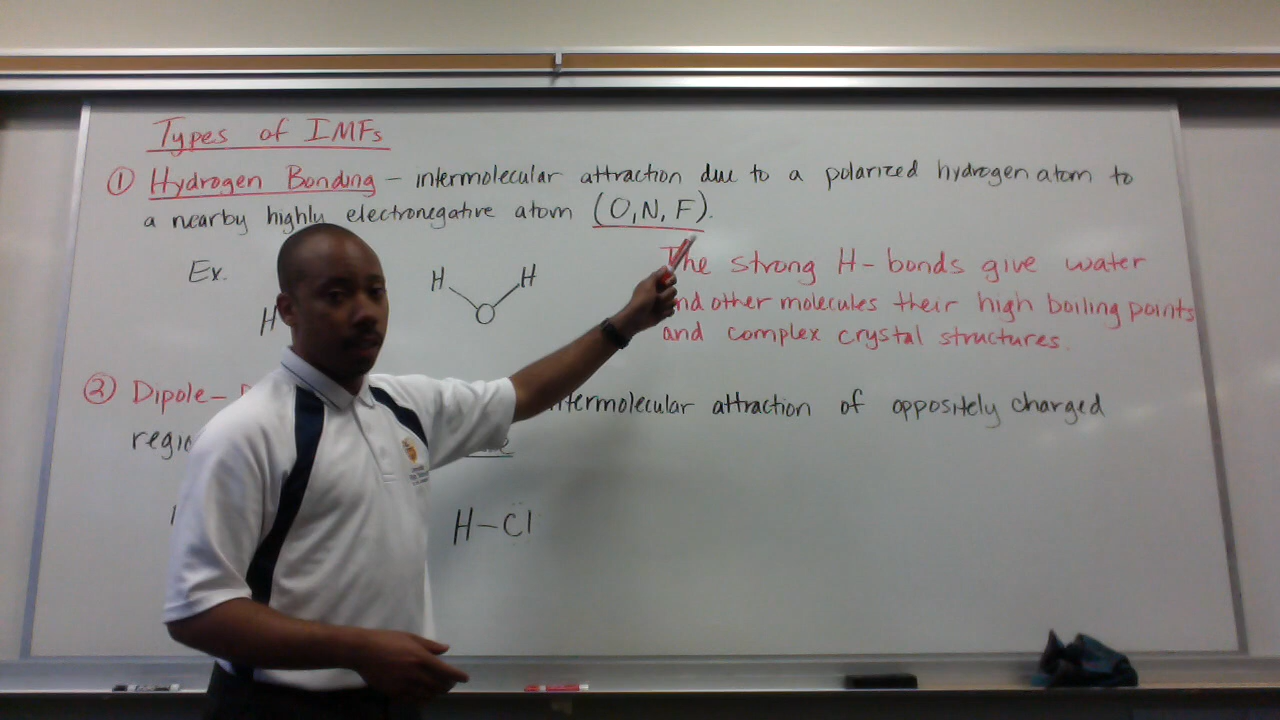 Types of IMFs
① Hydrogen Bonding – intermolecular attraction due to a polarized hydrogen atom to
a nearby highly electronegative atom (O, N, F).
Ex.
H H
O
H
The strong H-bonds give water
and other molecules their high boiling points
and complex crystal structures.
② Dipole– intermolecular attraction of oppositely charged
H–Cl